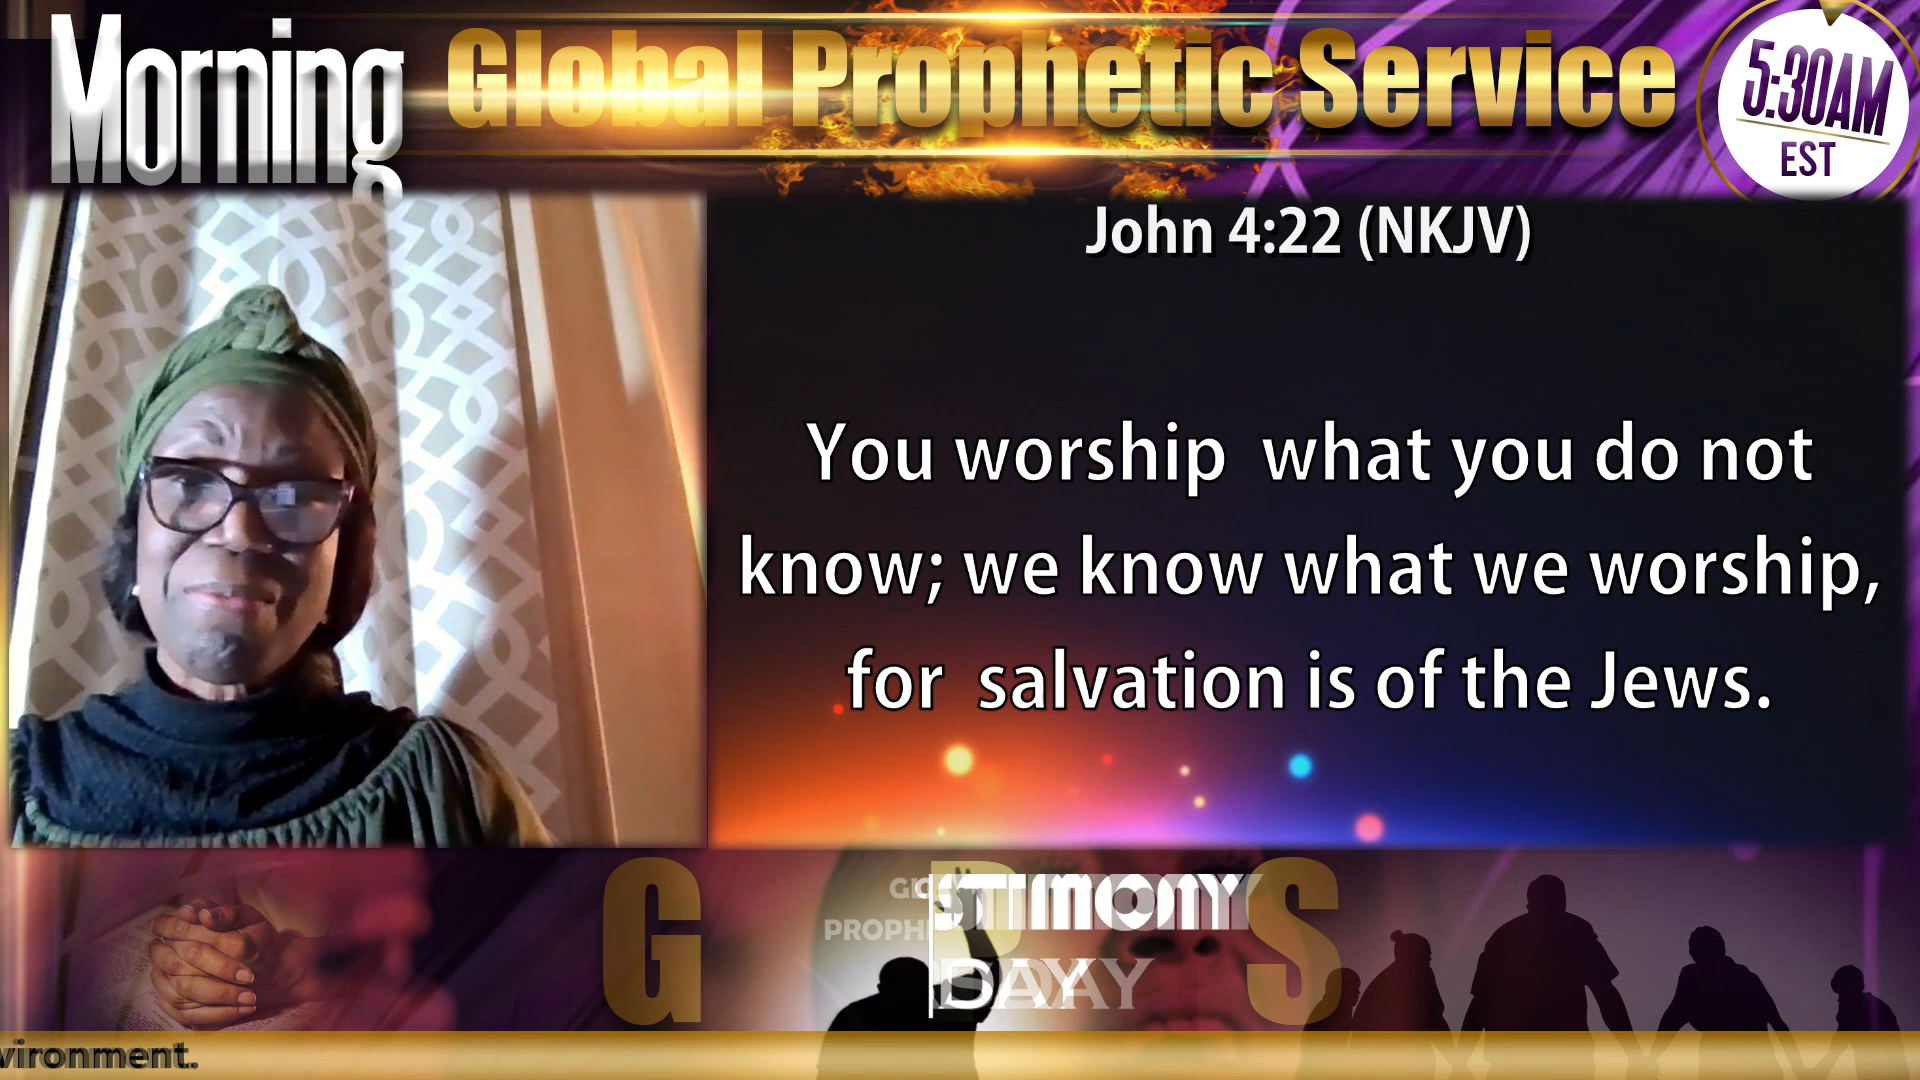 Morning
Global Prophetic Service
5:30AM
EST
John 4:22 (NKJV)
You worship what you do not
know; we know what we worship,
for salvation is of the Jews.
G P S
STIMONY
DAY
vironment.